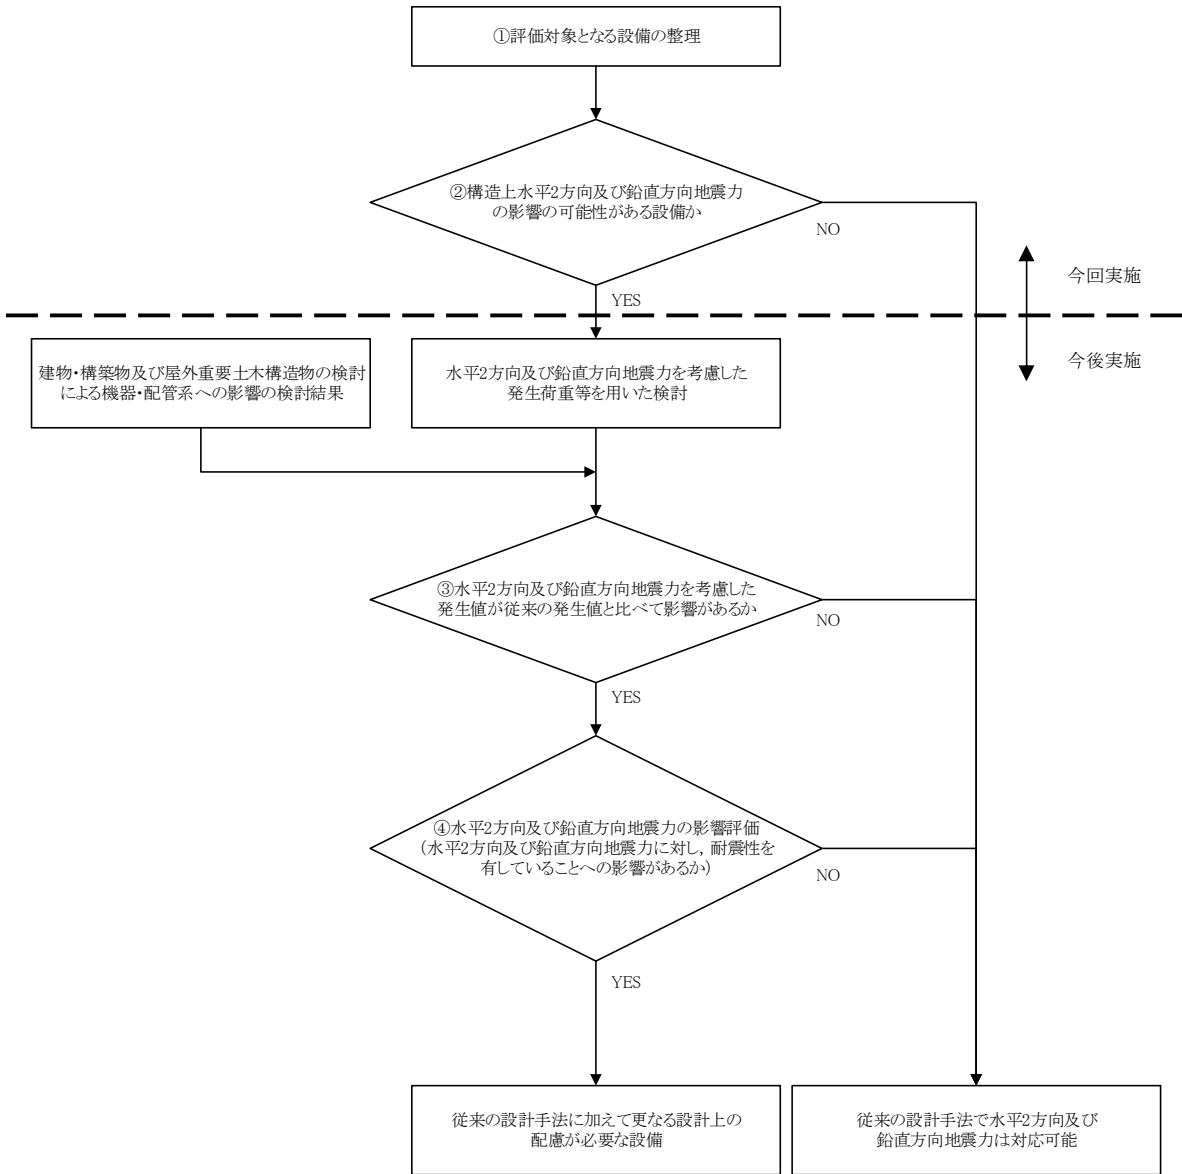 ①評価対象となる設備の整理
②構造上水平2方向及び鉛直方向地震力
の影響の可能性がある設備か
NO
今回実施
YES
今後実施
建物・構築物及び屋外重要土木構造物の検討
による機器・配管系への影響の検討結果
水平2方向及び鉛直方向地震力を考慮した
発生荷重等を用いた検討
③水平2方向及び鉛直方向地震力を考慮した
発生値が従来の発生値と比べて影響があるか
NO
YES
④水平2方向及び鉛直方向地震力の影響評価
(水平2方向及び鉛直方向地震力に対し,耐震性を
有していることへの影響があるか)
NO
YES
従来の設計手法に加えて更なる設計上の
配慮が必要な設備
従来の設計手法で水平2方向及び
鉛直方向地震力は対応可能